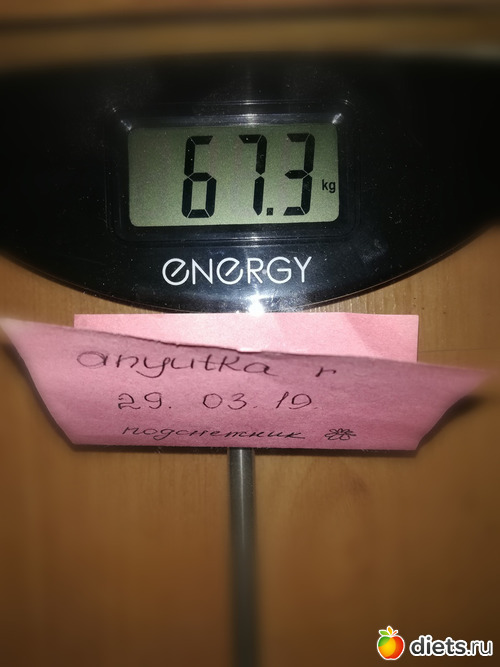 67.3 kg
eNERGY
anyutka n
29. 03. 19.
подснежник
diets.ru